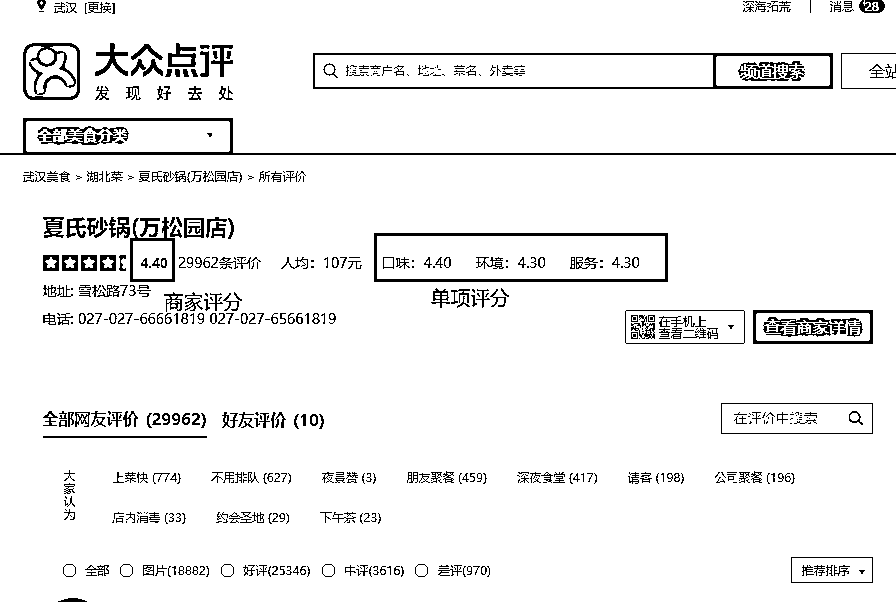 武汉 [更换] 深海拓荒 | 消息 28
大众点评
发现好去处
搜索商户名、地址、菜名、外卖等 频道搜索 全站
全部美食分类
武汉美食 > 湖北菜 > 夏氏砂锅(万松园店) > 所有评价
夏氏砂锅(万松园店)
4.40 29962条评价 人均：107元 口味：4.40 环境：4.30 服务：4.30
地址: 雪松路73号
商家评分 单项评分
电话: 027-027-66661819 027-027-65661819
在手机上
查看二维码
查看商家详情
全部网友评价 (29962) 好友评价 (10) 在评价中搜索
大家认为
上菜快 (774) 不用排队 (627) 夜景赞 (3) 朋友聚餐 (459) 深夜食堂 (417) 请客 (198) 公司聚餐 (196)
店内消毒 (33) 约会圣地 (29) 下午茶 (23)
全部 图片(18882) 好评(25346) 中评(3616) 差评(970) 推荐排序